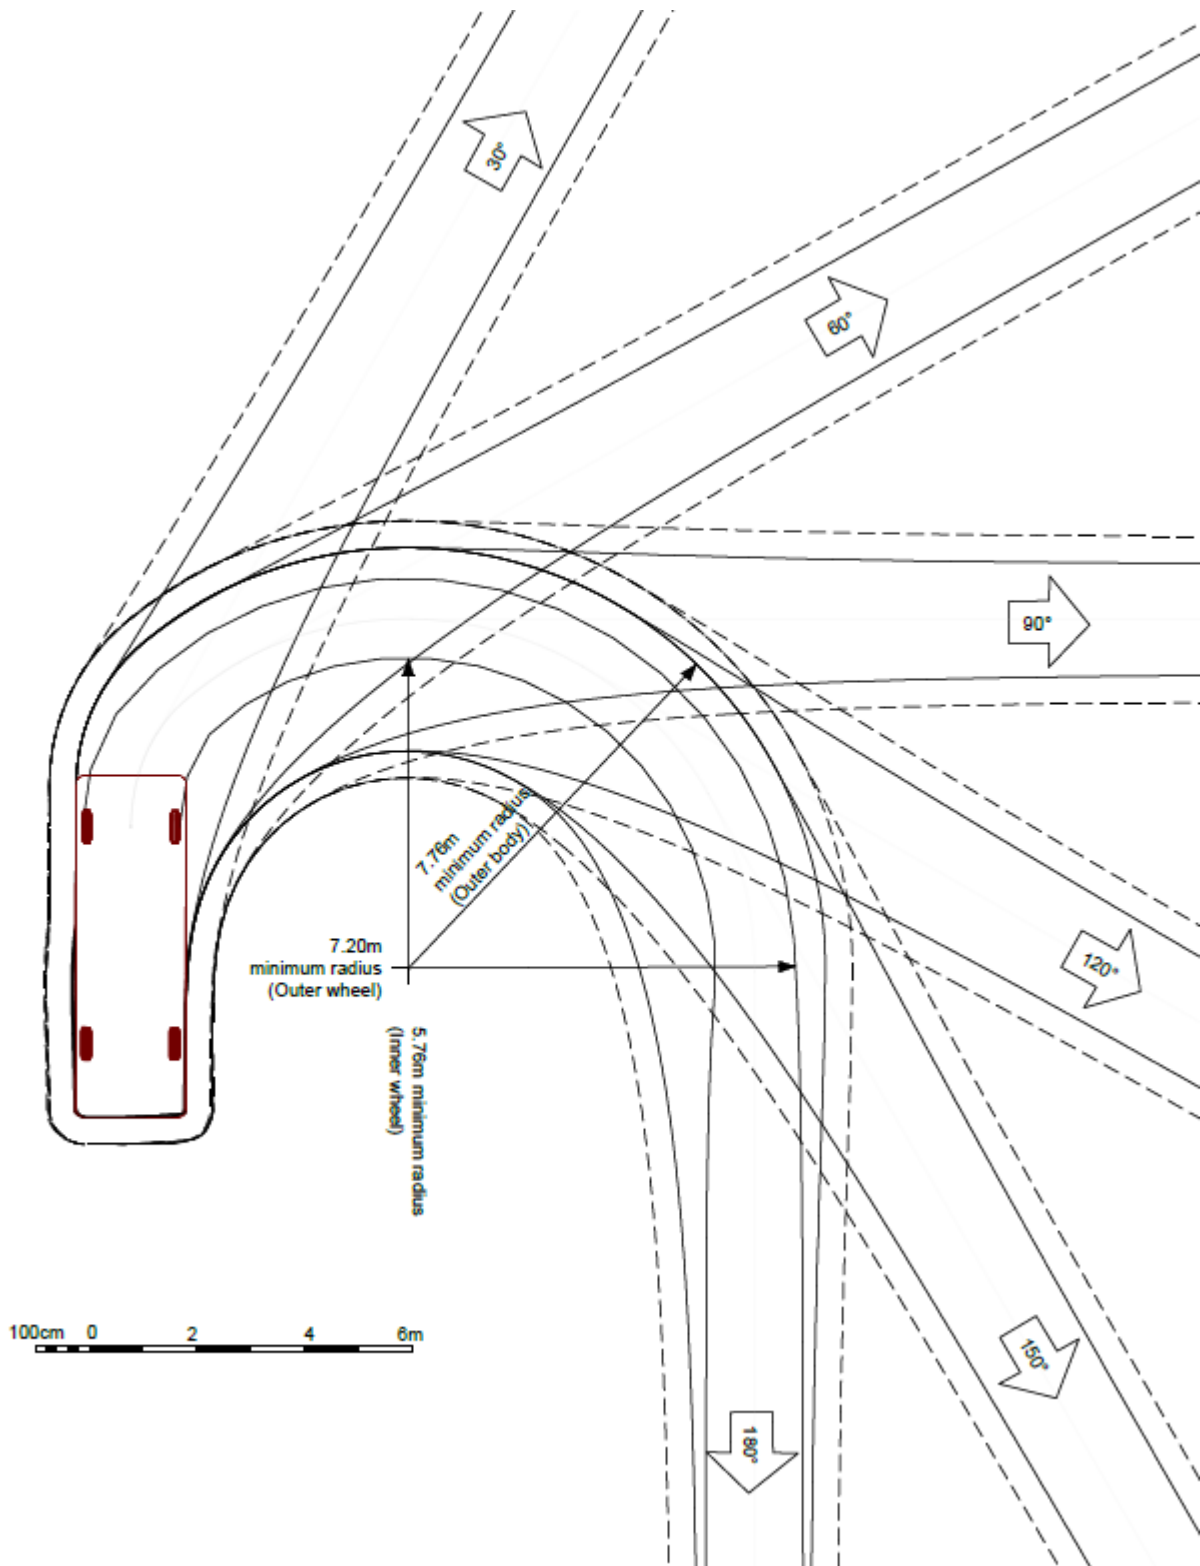 30°
60°
90°
7.76m
minimum radius
(Outer body)
7.20m
minimum radius
(Outer wheel)
120°
5.76m minimum radius
(Inner wheel)
100cm 0 2 4 6m
150°
180°